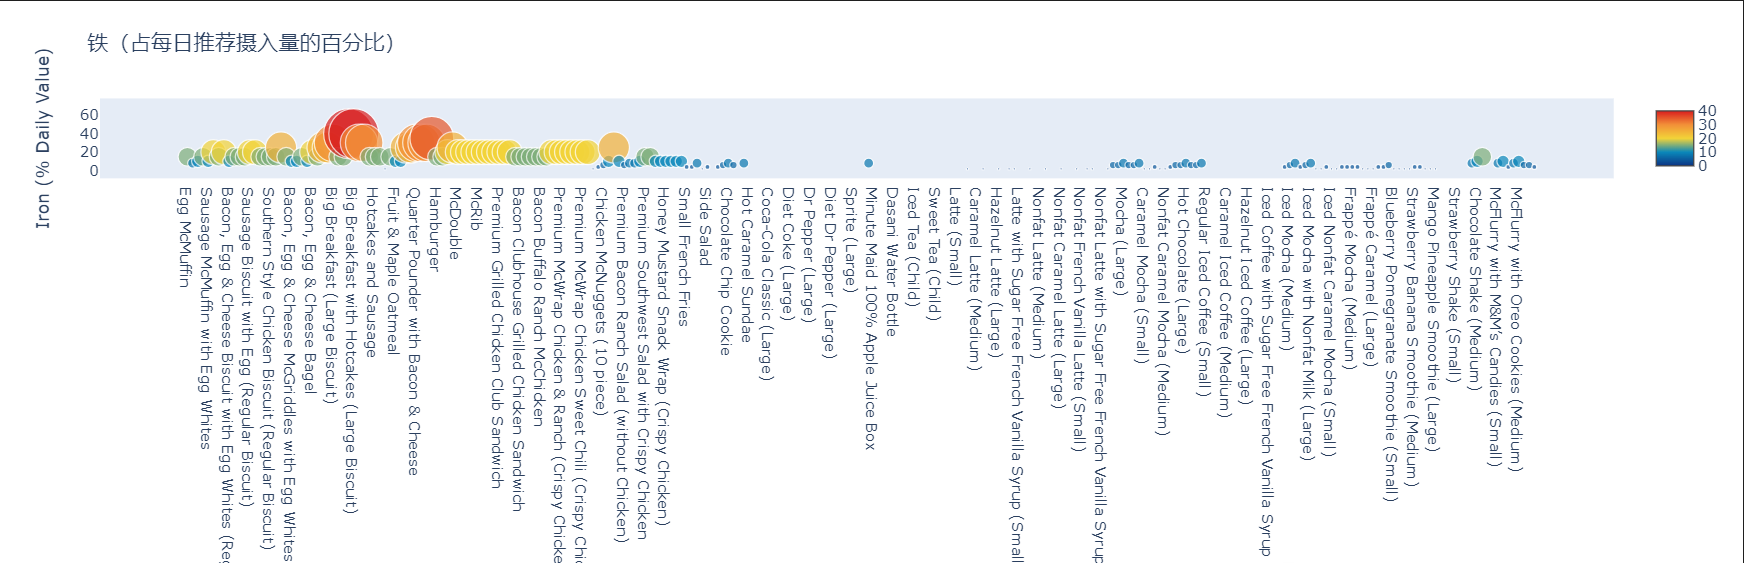 铁（占每日推荐摄入量的百分比）
Iron (% Daily Value)
60
40
20
0
40
30
20
10
0
Egg McMuffin
Sausage McMuffin with Egg Whites
Bacon, Egg & Cheese Biscuit with Egg Whites (Reg
Sausage Biscuit with Egg (Regular Biscuit)
Southern Style Chicken Biscuit (Regular Biscuit)
Bacon, Egg & Cheese McGriddles with Egg Whites
Bacon, Egg & Cheese Bagel
Big Breakfast (Large Biscuit)
Big Breakfast with Hotcakes (Large Biscuit)
Hotcakes and Sausage
Fruit & Maple Oatmeal
Quarter Pounder with Bacon & Cheese
Hamburger
McDouble
McRib
Premium Grilled Chicken Club Sandwich
Bacon Clubhouse Grilled Chicken Sandwich
Bacon Buffalo Ranch McChicken
Premium McWrap Chicken & Ranch (Crispy Chicke
Premium McWrap Chicken Sweet Chili (Crispy Chic
Chicken McNuggets (10 piece)
Premium Bacon Ranch Salad (without Chicken)
Premium Southwest Salad with Crispy Chicken
Honey Mustard Snack Wrap (Crispy Chicken)
Small French Fries
Side Salad
Chocolate Chip Cookie
Hot Caramel Sundae
Coca-Cola Classic (Large)
Diet Coke (Large)
Dr Pepper (Large)
Diet Dr Pepper (Large)
Sprite (Large)
Minute Maid 100% Apple Juice Box
Dasani Water Bottle
Iced Tea (Child)
Sweet Tea (Child)
Latte (Small)
Caramel Latte (Medium)
Hazelnut Latte (Large)
Latte with Sugar Free French Vanilla Syrup (Small
Nonfat Latte (Medium)
Nonfat Caramel Latte (Large)
Nonfat French Vanilla Latte (Small)
Nonfat Latte with Sugar Free French Vanilla Syrup
Mocha (Large)
Caramel Mocha (Small)
Nonfat Caramel Mocha (Medium)
Hot Chocolate (Large)
Regular Iced Coffee (Small)
Caramel Iced Coffee (Medium)
Hazelnut Iced Coffee (Large)
Iced Coffee with Sugar Free French Vanilla Syrup
Iced Mocha (Medium)
Iced Mocha with Nonfat Milk (Large)
Iced Nonfat Caramel Mocha (Small)
Frappé Mocha (Medium)
Frappé Caramel (Large)
Blueberry Pomegranate Smoothie (Small)
Strawberry Banana Smoothie (Medium)
Mango Pineapple Smoothie (Large)
Strawberry Shake (Small)
Chocolate Shake (Medium)
McFlurry with M&M's Candies (Small)
McFlurry with Oreo Cookies (Medium)